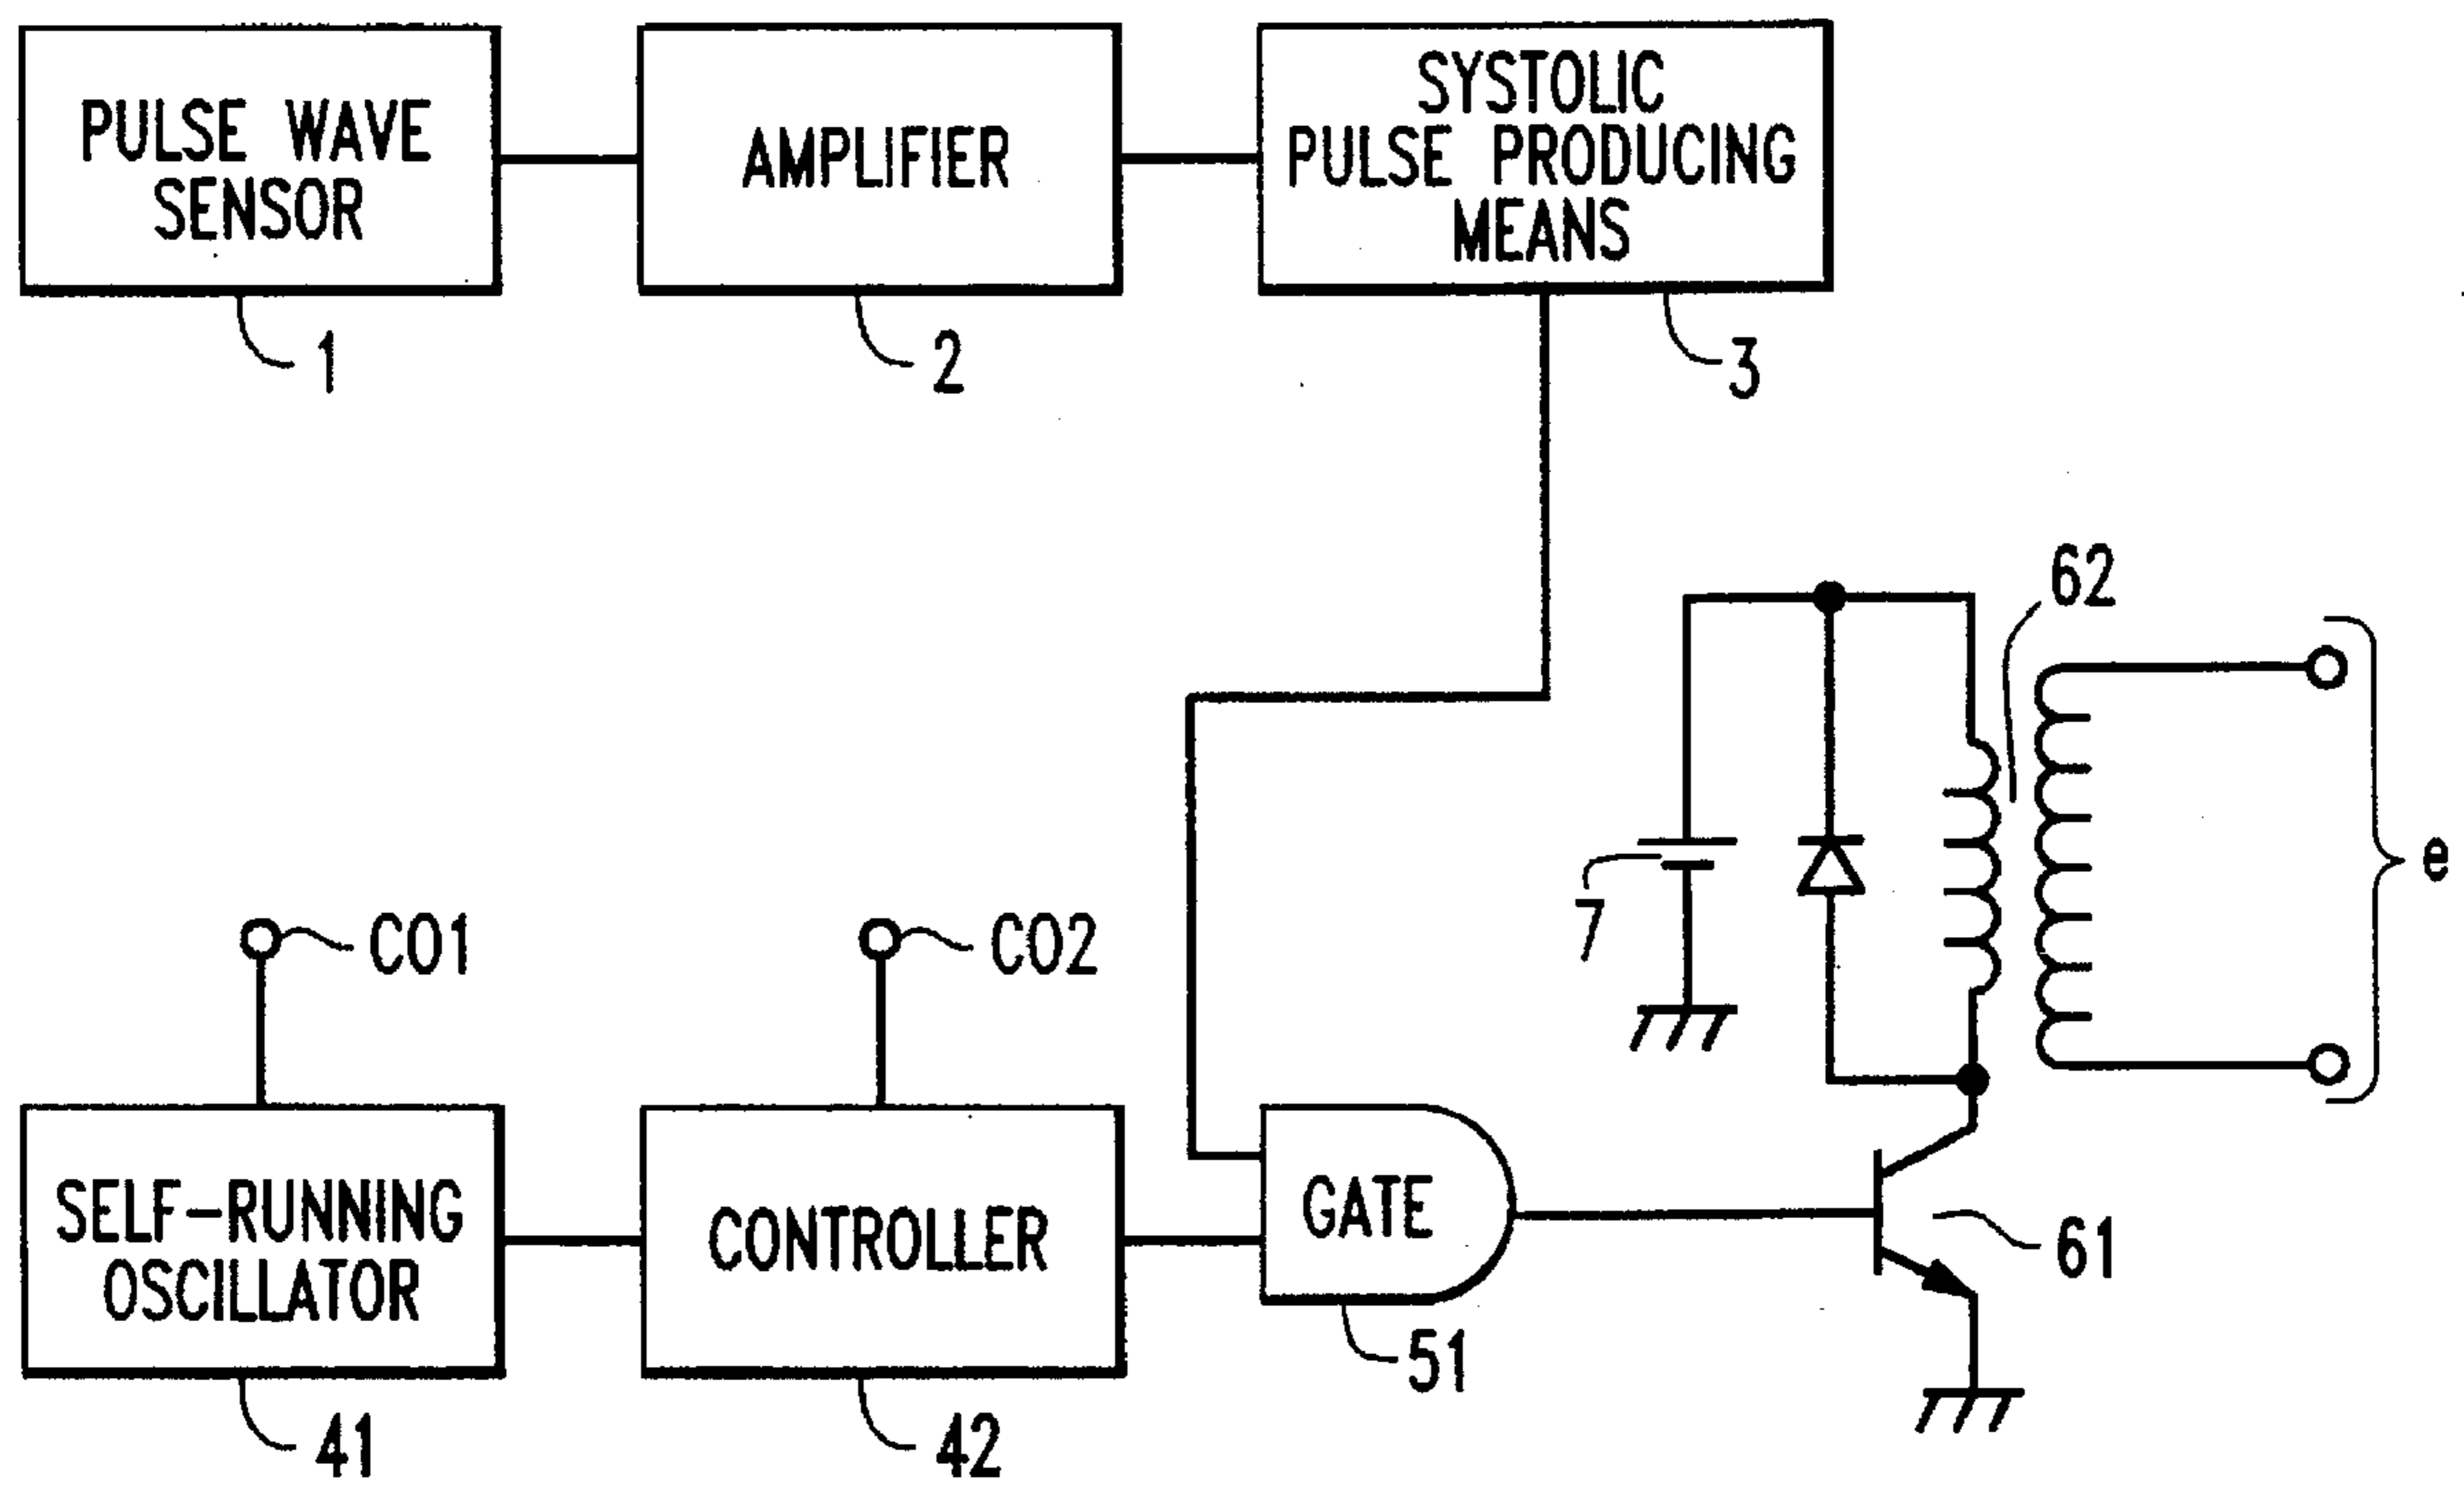 PULSE WAVE
SENSOR
AMPLIFIER
SYSTOLIC
PULSE PRODUCING
MEANS
1
2
3
62
e
7
CO1
CO2
SELF-RUNNING
OSCILLATOR
CONTROLLER
GATE
61
51
41
42